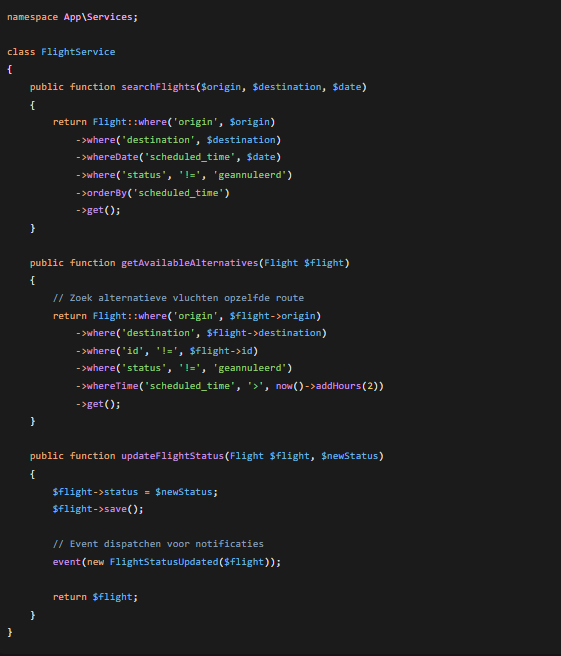 namespace App\Services;

class FlightService
{
    public function searchFlights($origin, $destination, $date)
    {
        return Flight::where('origin', $origin)
            ->where('destination', $destination)
            ->whereDate('scheduled_time', $date)
            ->where('status', '!=', 'geannuleerd')
            ->orderBy('scheduled_time')
            ->get();
    }

    public function getAvailableAlternatives(Flight $flight)
    {
        // Zoek alternatieve vluchten opzelfde route
        return Flight::where('origin', $flight->origin)
            ->where('destination', $flight->destination)
            ->where('id', '!=', $flight->id)
            ->where('status', '!=', 'geannuleerd')
            ->whereTime('scheduled_time', '>', now()->addHours(2))
            ->get();
    }

    public function updateFlightStatus(Flight $flight, $newStatus)
    {
        $flight->status = $newStatus;
        $flight->save();

        // Event dispatchen voor notificaties
        event(new FlightStatusUpdated($flight));

        return $flight;
    }
}